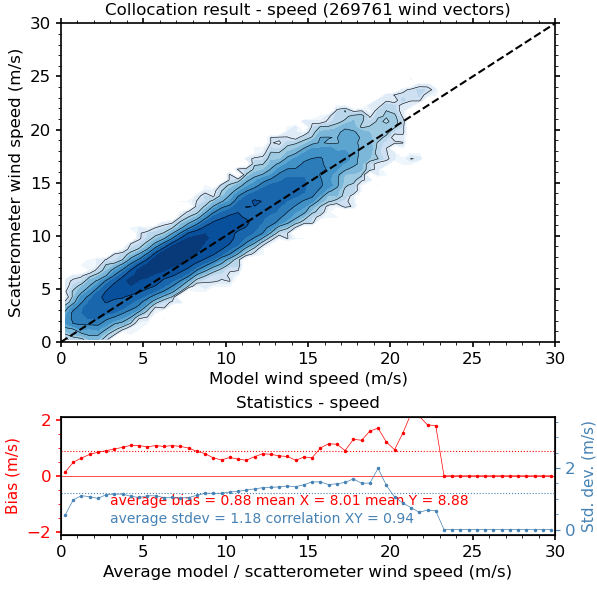 Collocation result - speed (269761 wind vectors)
30
25
20
15
10
5
0
Scatterometer wind speed (m/s)
0 5 10 15 20 25 30
Model wind speed (m/s)
Statistics - speed
2
0
−2
Bias (m/s)
average bias = 0.88 mean X = 8.01 mean Y = 8.88
average stdev = 1.18 correlation XY = 0.94
2
0
Std. dev. (m/s)
0 5 10 15 20 25 30
Average model / scatterometer wind speed (m/s)